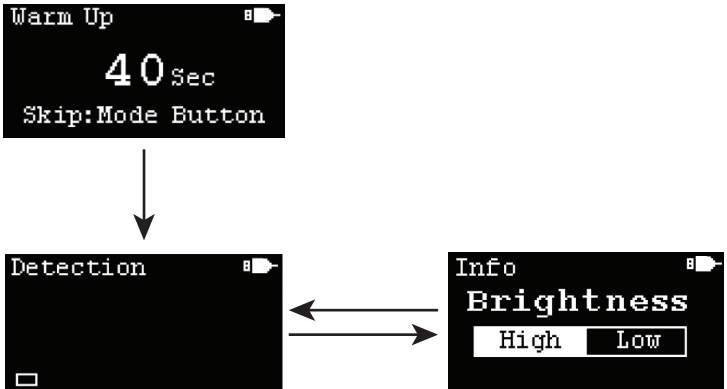 Warm Up
40 Sec
Skip:Mode Button
Detection
Info
Brightness
High Low